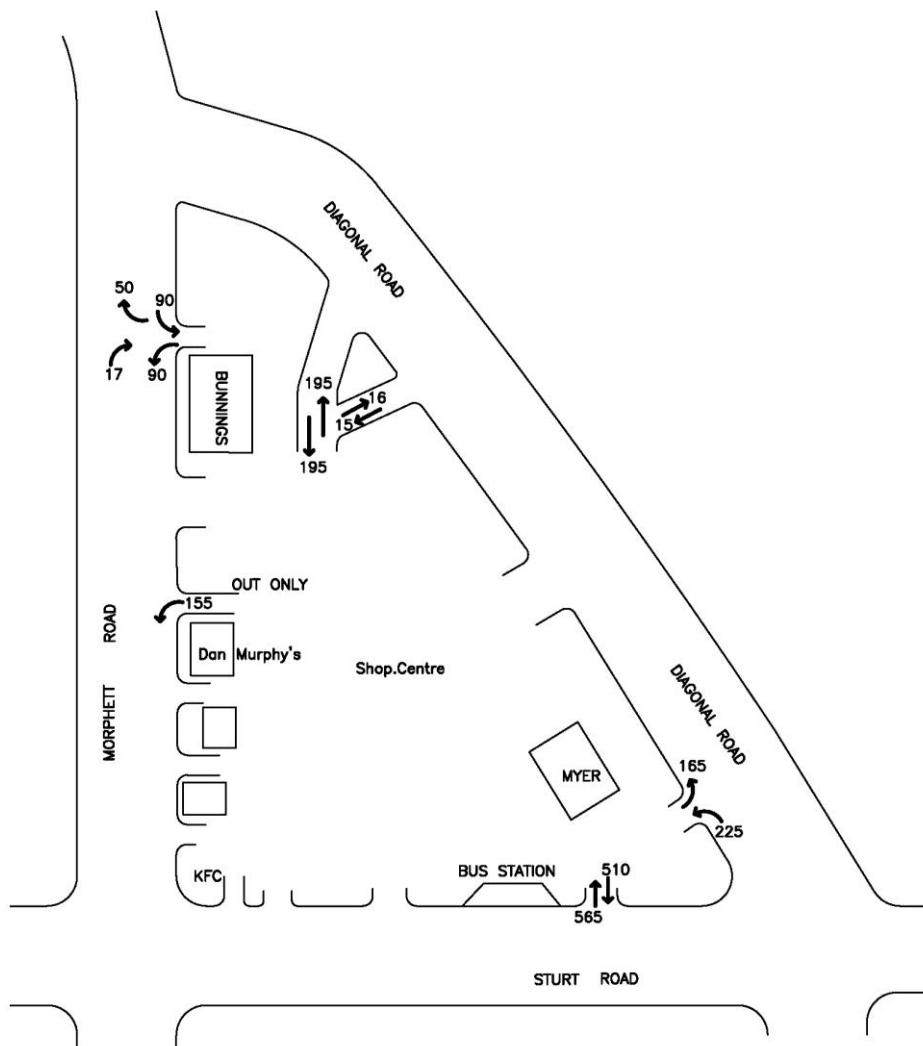 DIAGONAL ROAD
50
90
17
90
BUNNINGS
195
16
15
195
OUT ONLY
155
MORPHETT ROAD
Dan Murphy's
Shop.Centre
DIAGONAL ROAD
165
MYER
225
KFC
BUS STATION
510
565
STURT ROAD